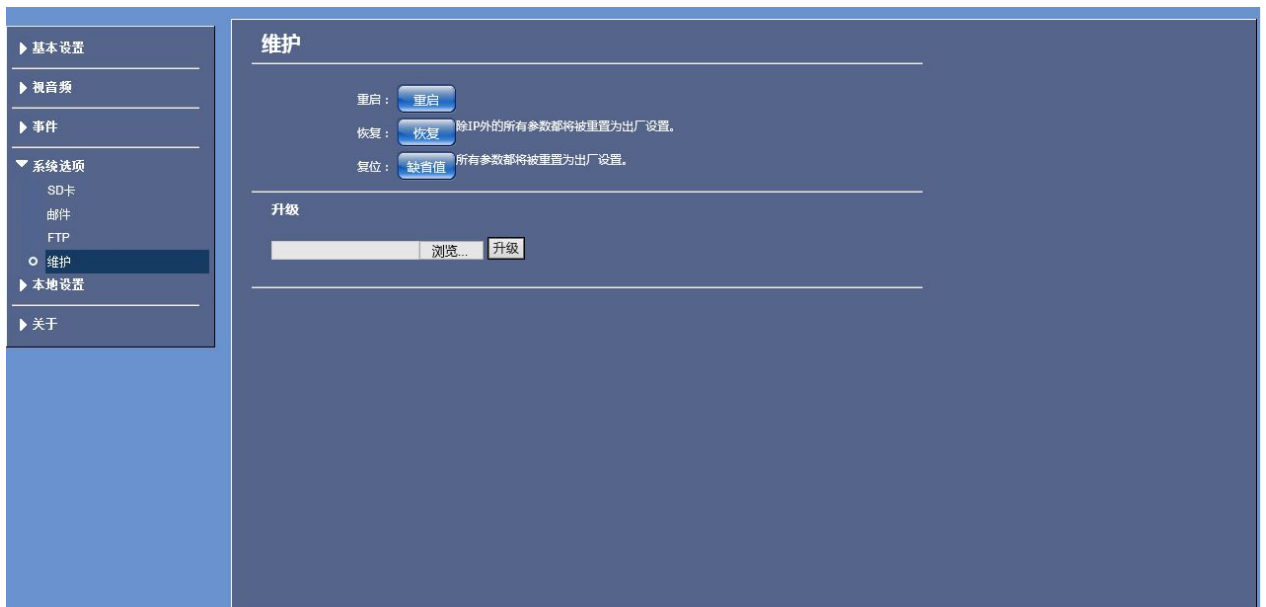 基本设置
视音频
事件
系统选项
SD卡
邮件
FTP
维护
本地设置
关于
维护
重启： 重启
恢复： 恢复 除IP外的所有参数都将被重置为出厂设置。
复位： 缺省值 所有参数都将被重置为出厂设置。
升级
浏览... 升级